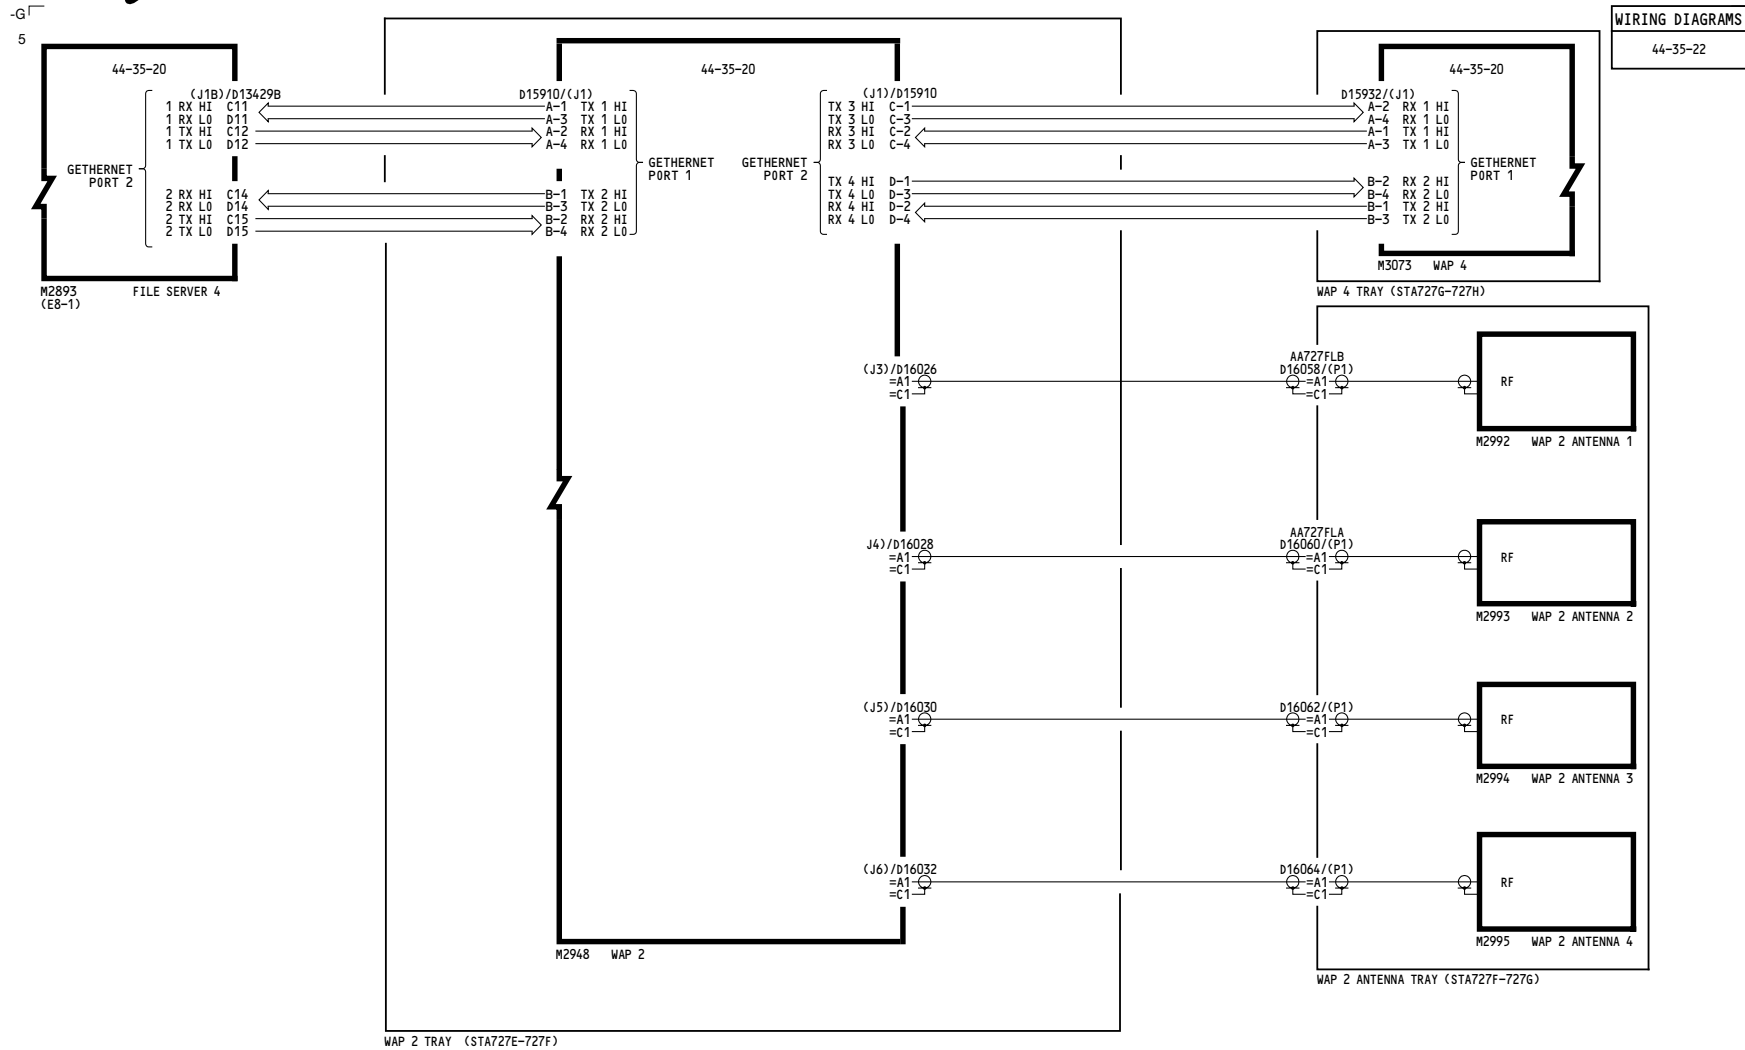 -G
5
WIRING DIAGRAMS
44-35-22
44-35-20
(J1B)/D13429B
1 RX HI C11
1 RX LO D11
1 TX HI C12
1 TX LO D12
GETHERNET
PORT 2
2 RX HI C14
2 RX LO D14
2 TX HI C15
2 TX LO D15
M2893 FILE SERVER 4
(E8-1)
44-35-20
D15910/(J1)
A-1 TX 1 HI
A-3 TX 1 LO
A-2 RX 1 HI
A-4 RX 1 LO
GETHERNET
PORT 1
B-1 TX 2 HI
B-3 TX 2 LO
B-2 RX 2 HI
B-4 RX 2 LO
(J1)/D15910
TX 3 HI C-1
TX 3 LO C-3
RX 3 HI C-2
RX 3 LO C-4
GETHERNET
PORT 2
TX 4 HI D-1
TX 4 LO D-3
RX 4 HI D-2
RX 4 LO D-4
44-35-20
D15932/(J1)
A-2 RX 1 HI
A-4 RX 1 LO
A-1 TX 1 HI
A-3 TX 1 LO
GETHERNET
PORT 1
B-2 RX 2 HI
B-4 RX 2 LO
B-1 TX 2 HI
B-3 TX 2 LO
M3073 WAP 4
WAP 4 TRAY (STA727G-727H)
(J3)/D16026
=A1
=C1
AA727FLB
D16058/(P1)
=A1
=C1
RF
M2992 WAP 2 ANTENNA 1
J4)/D16028
=A1
=C1
AA727FLA
D16060/(P1)
=A1
=C1
RF
M2993 WAP 2 ANTENNA 2
(J5)/D16030
=A1
=C1
D16062/(P1)
=A1
=C1
RF
M2994 WAP 2 ANTENNA 3
(J6)/D16032
=A1
=C1
D16064/(P1)
=A1
=C1
RF
M2995 WAP 2 ANTENNA 4
M2948 WAP 2
WAP 2 ANTENNA TRAY (STA727F-727G)
WAP 2 TRAY (STA727E-727F)